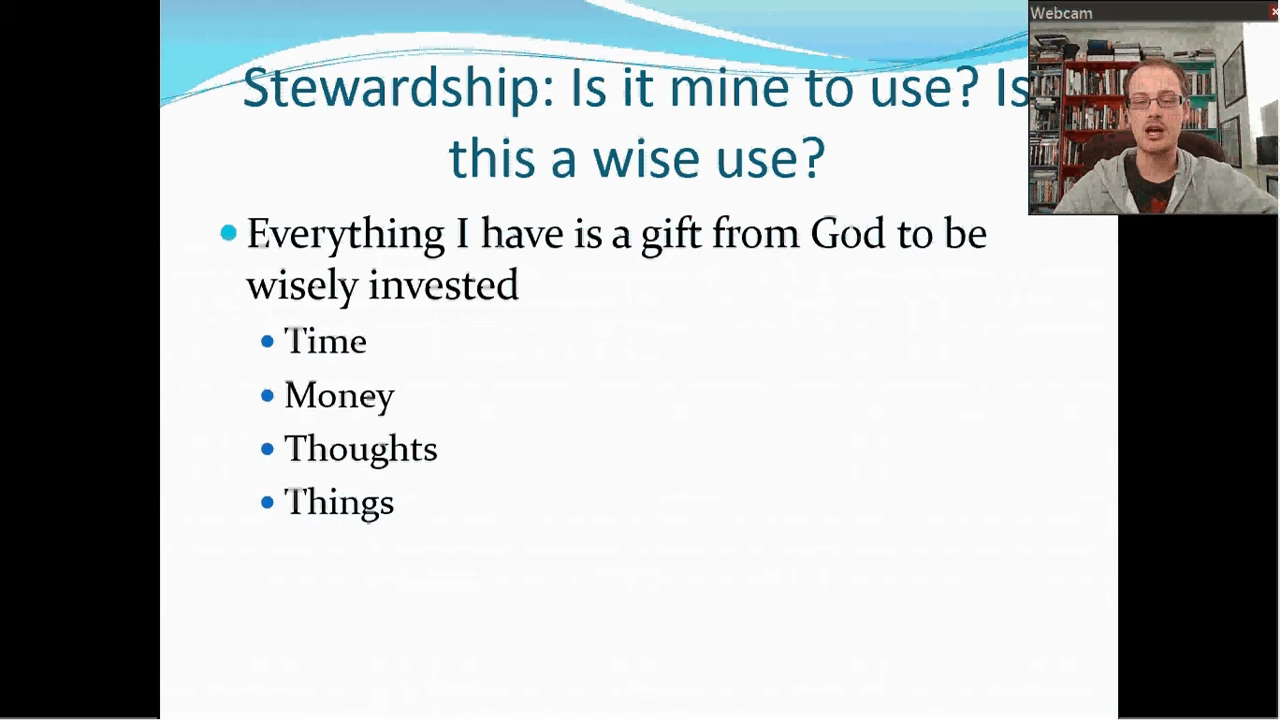 Webcam
Stewardship: Is it mine to use? Is
this a wise use?
Everything I have is a gift from God to be
wisely invested
Time
Money
Thoughts
Things